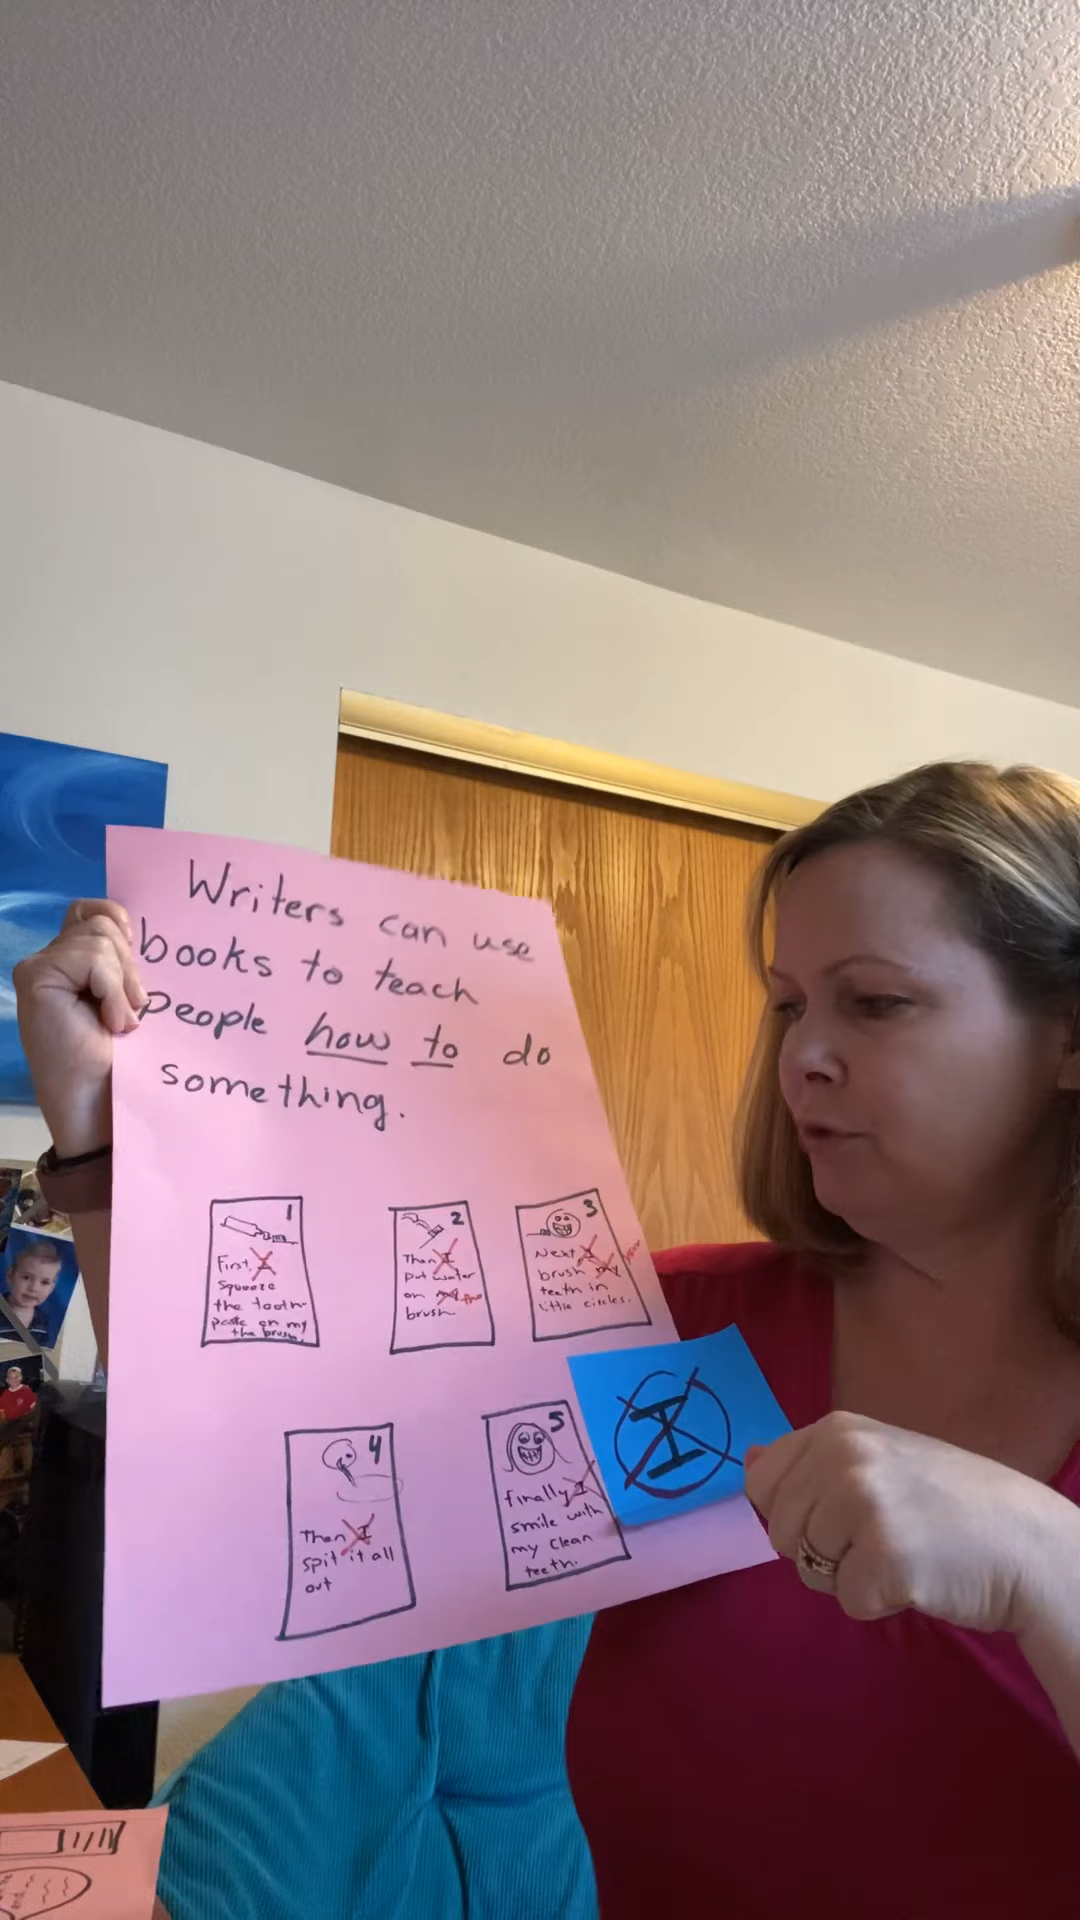 Writers can use
books to teach
people how to do
something.
1
First, I
squeeze
the tooth-
paste on my
the brush.
2
Then I
put water
on my the
brush.
3
Next I
brush my your
teeth in
little circles.
4
Then I
spit it all
out
5
finally I
smile with
my clean
teeth.
I